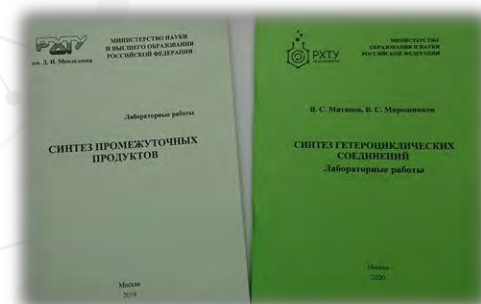 РХТУ
им. Д. И. Менделеева
МИНИСТЕРСТВО НАУКИ
И ВЫСШЕГО ОБРАЗОВАНИЯ
РОССИЙСКОЙ ФЕДЕРАЦИИ
Лабораторные работы
СИНТЕЗ ПРОМЕЖУТОЧНЫХ
ПРОДУКТОВ
Москва
2019
РХТУ
МИНИСТЕРСТВО
ОБРАЗОВАНИЯ И НАУКИ
РОССИЙСКОЙ ФЕДЕРАЦИИ
В. С. Мирошников
СИНТЕЗ ГЕТЕРОЦИКЛИЧЕСКИХ
СОЕДИНЕНИЙ
Лабораторные работы
Москва
2020